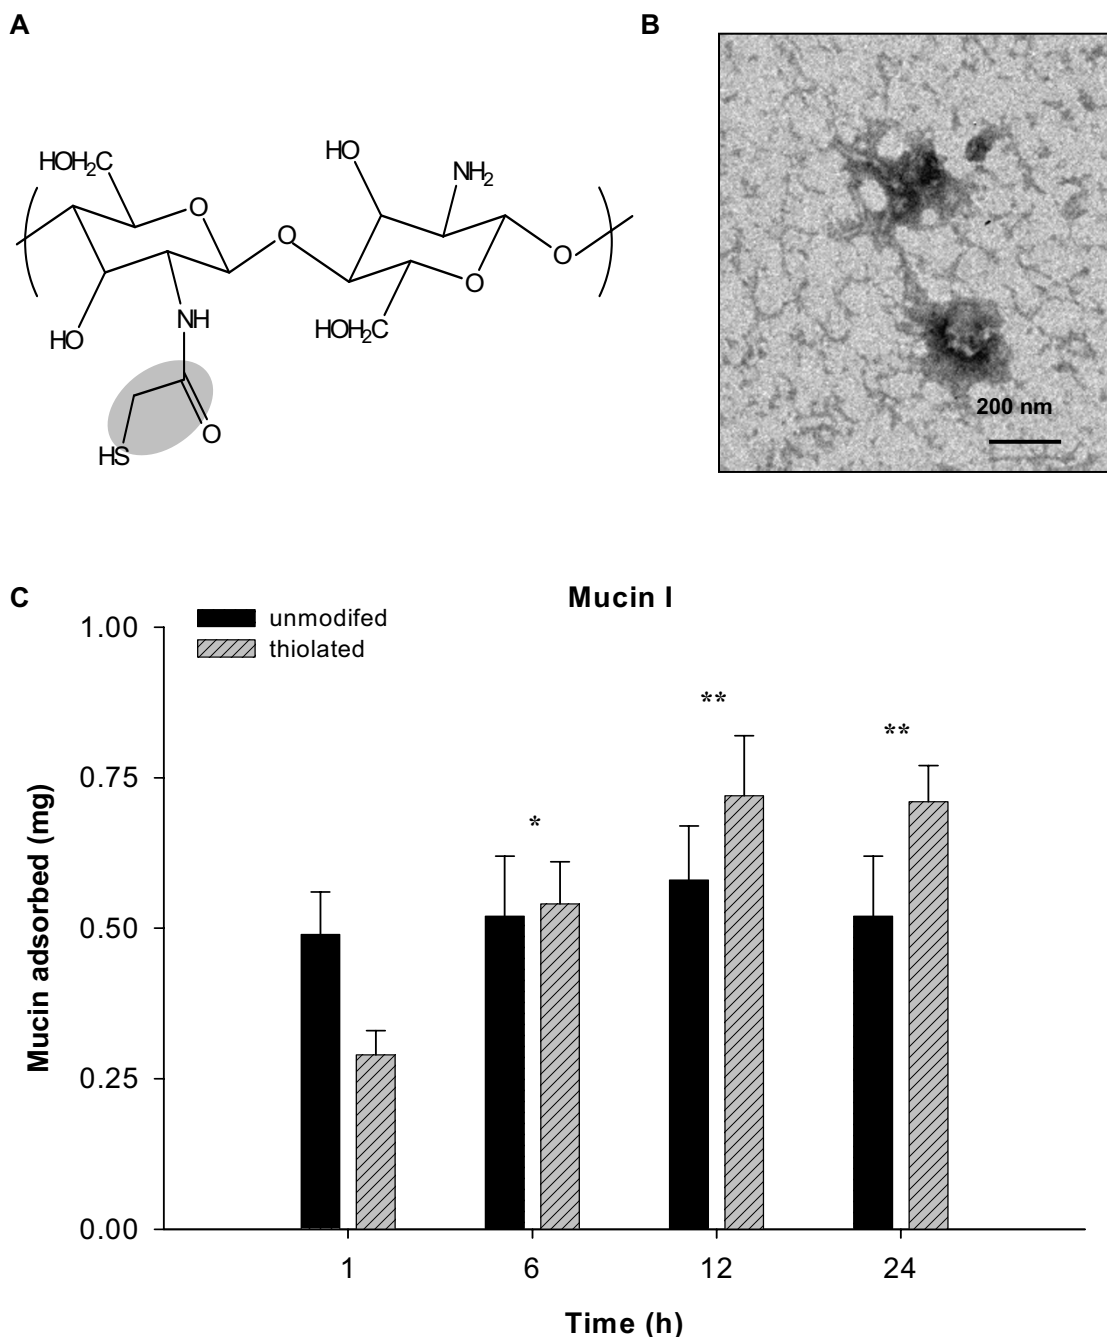 A
B
HOH2C
HO
NH2
O
O
O
O
NH
HO
HOH2C
O
HS
200 nm
C
Mucin I
unmodifed
thiolated
1.00
**
**
0.75
*
0.50
0.25
0.00
Mucin adsorbed (mg)
1
6
12
24
Time (h)